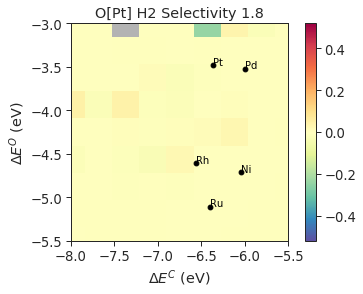 O[Pt] H2 Selectivity 1.8
−3.0
−3.5
−4.0
−4.5
−5.0
−5.5
ΔE^O (eV)
Pt
Pd
Rh
Ni
Ru
−8.0 −7.5 −7.0 −6.5 −6.0 −5.5
ΔE^C (eV)
0.4
0.2
0.0
−0.2
−0.4